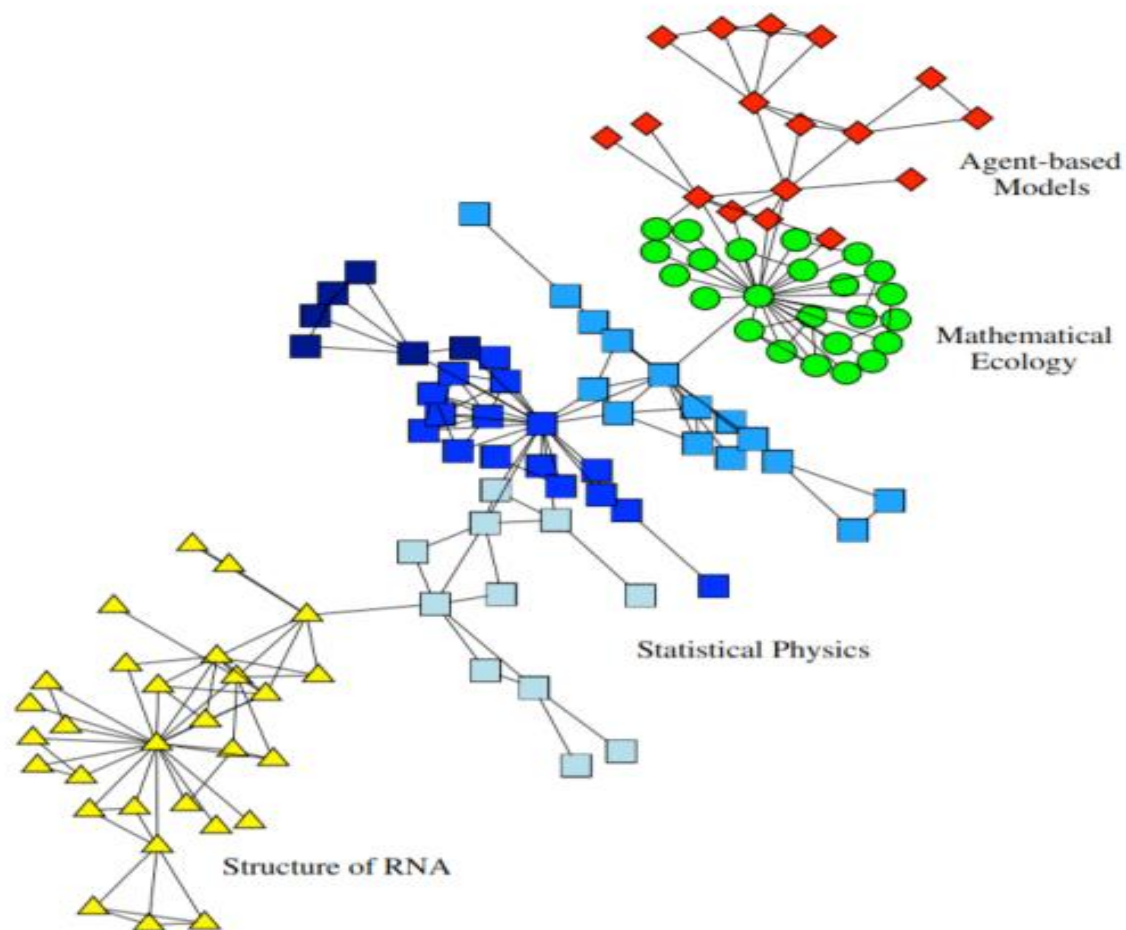 Agent-based
Models
Mathematical
Ecology
Statistical Physics
Structure of RNA